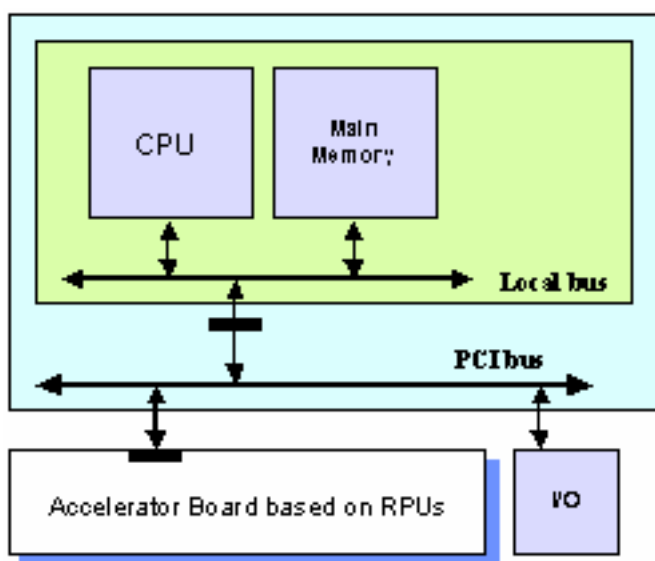 CPU
Main
Memory
Local bus
PCI bus
Accelerator Board based on RPUs
I/O